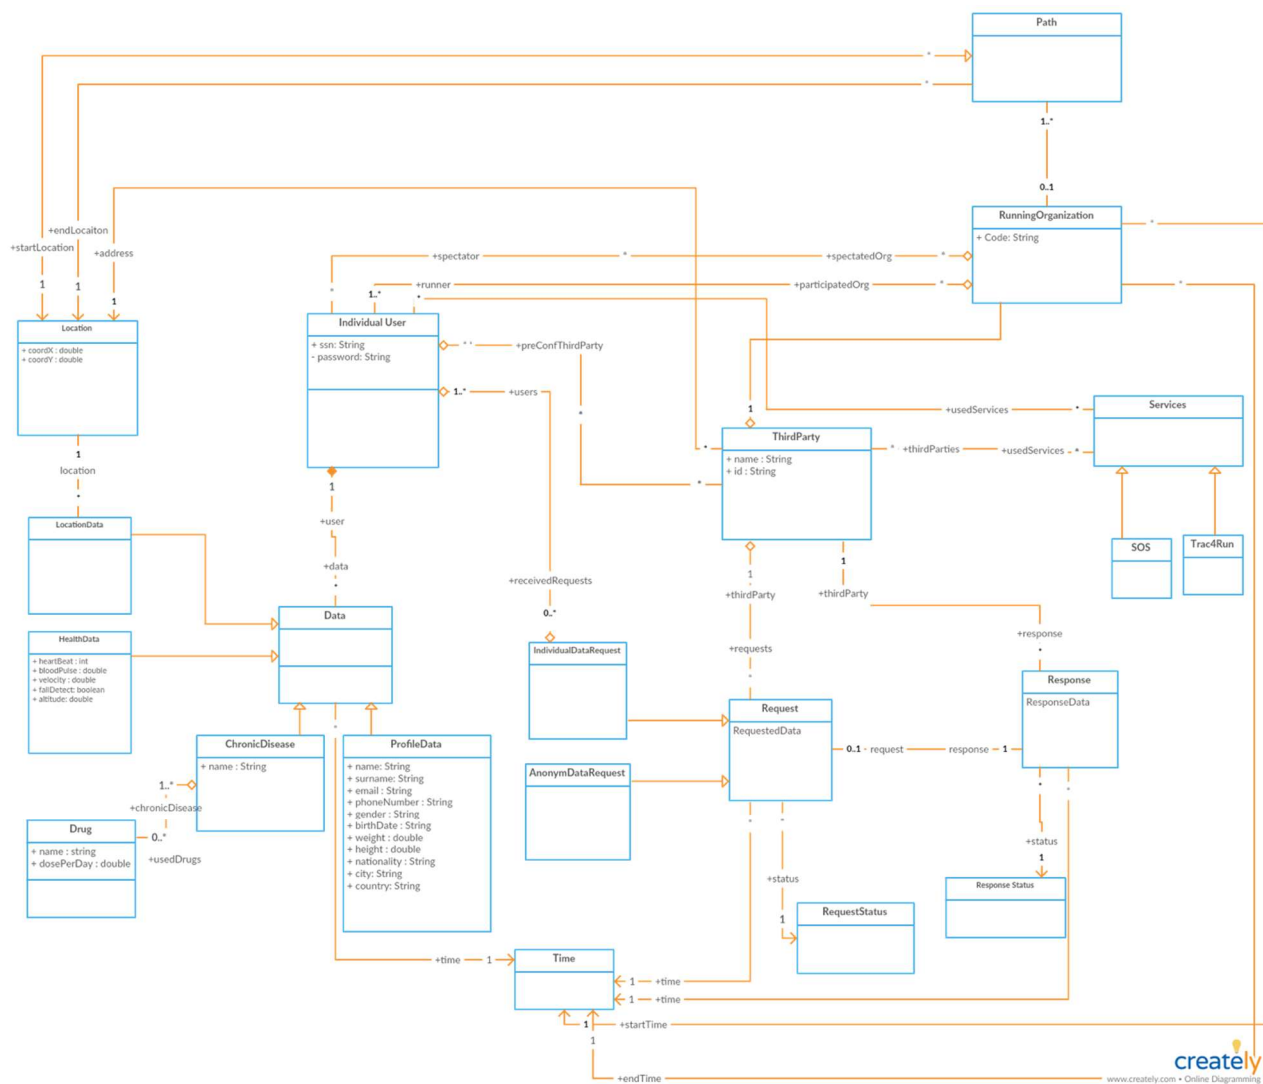 Path
*
*
1..*
0..1
+endLocaiton
+startLocation
+address
1
1
1
RunningOrganization
+ Code: String
*
*
+spectator
*
+spectatedOrg
*
*
+runner
+participatedOrg
*
1..*
*
Location
+ coordX : double
+ coordY : double
1
location
*
Individual User
+ ssn: String
- password: String
* *
+preConfThirdParty
*
*
1..*
+users
+receivedRequests
0..*
1
+user
+data
*
1
*
ThirdParty
+ name : String
+ id : String
*
+thirdParties
+usedServices
*
+usedServices
*
Services
SOS
Trac4Run
LocationData
HealthData
+ heartBeat : int
+ bloodPulse : double
+ velocity : double
+ fallDetect: boolean
+ altitude: double
Data
*
1
+thirdParty
+requests
*
1
+thirdParty
+response
*
IndividualDataRequest
AnonymDataRequest
Request
RequestedData
0..1
request
response
1
Response
ResponseData
ChronicDisease
+ name : String
1..*
+chronicDisease
0..*
+usedDrugs
Drug
+ name : string
+ dosePerDay : double
ProfileData
+ name: String
+ surname: String
+ email : String
+ phoneNumber : String
+ gender : String
+ birthDate : String
+ weight : double
+ height : double
+ nationality : String
+ city: String
+ country: String
*
*
+status
1
RequestStatus
*
*
+status
1
Response Status
+time
1
Time
1
+time
1
+time
1
+startTime
1
+endTime
creately
www.creately.com • Online Diagramming